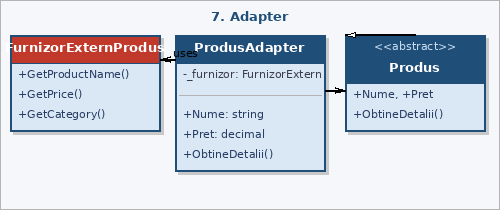 7. Adapter
FurnizorExternProdus
+GetProductName()
+GetPrice()
+GetCategory()
uses
ProdusAdapter
-_furnizor: FurnizorExtern
+Nume: string
+Pret: decimal
+ObtineDetalii()
<<abstract>>
Produs
+Nume, +Pret
+ObtineDetalii()